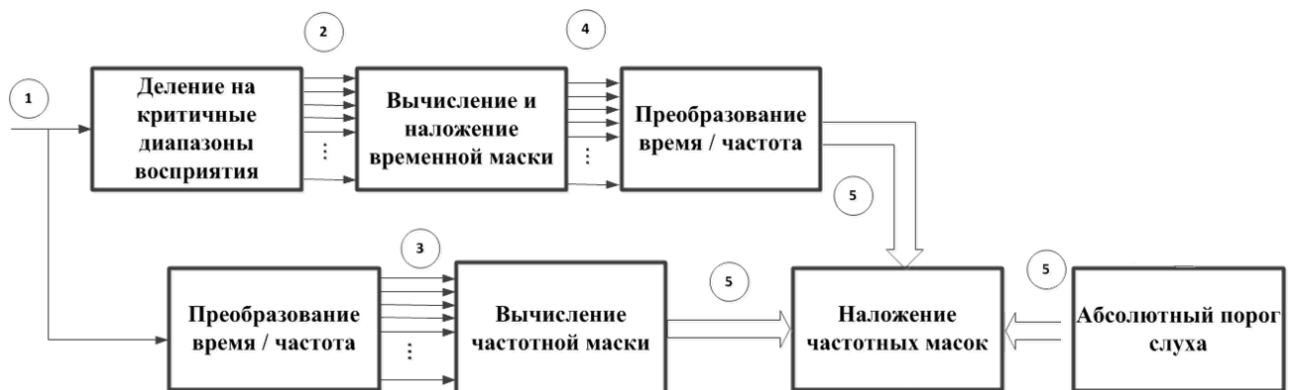 2
4
1
Деление на
критичные
диапазоны
восприятия
Вычисление и
наложение
временной маски
Преобразование
время / частота
5
3
5
5
Преобразование
время / частота
Вычисление
частотной маски
Наложение
частотных масок
Абсолютный порог
слуха